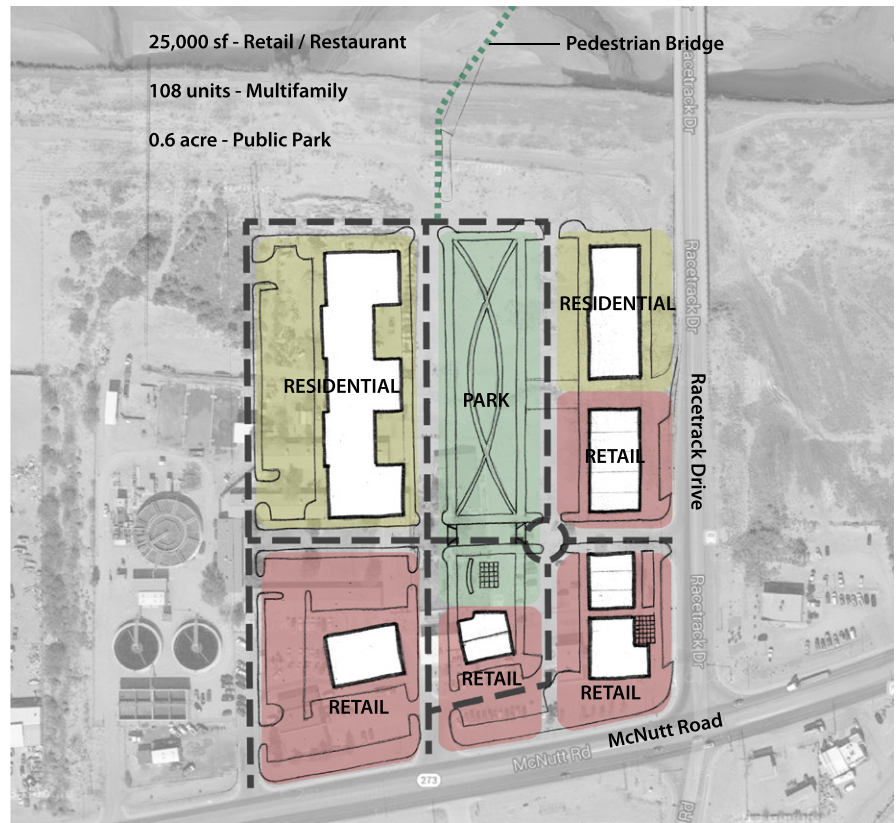 25,000 sf - Retail / Restaurant
Pedestrian Bridge
108 units - Multifamily
0.6 acre - Public Park
Racetrack Dr
Racetrack Dr
RESIDENTIAL
RESIDENTIAL
PARK
Racetrack Drive
RETAIL
Racetrack Dr
RETAIL
RETAIL
RETAIL
McNutt Road
McNutt Rd
273
Rd